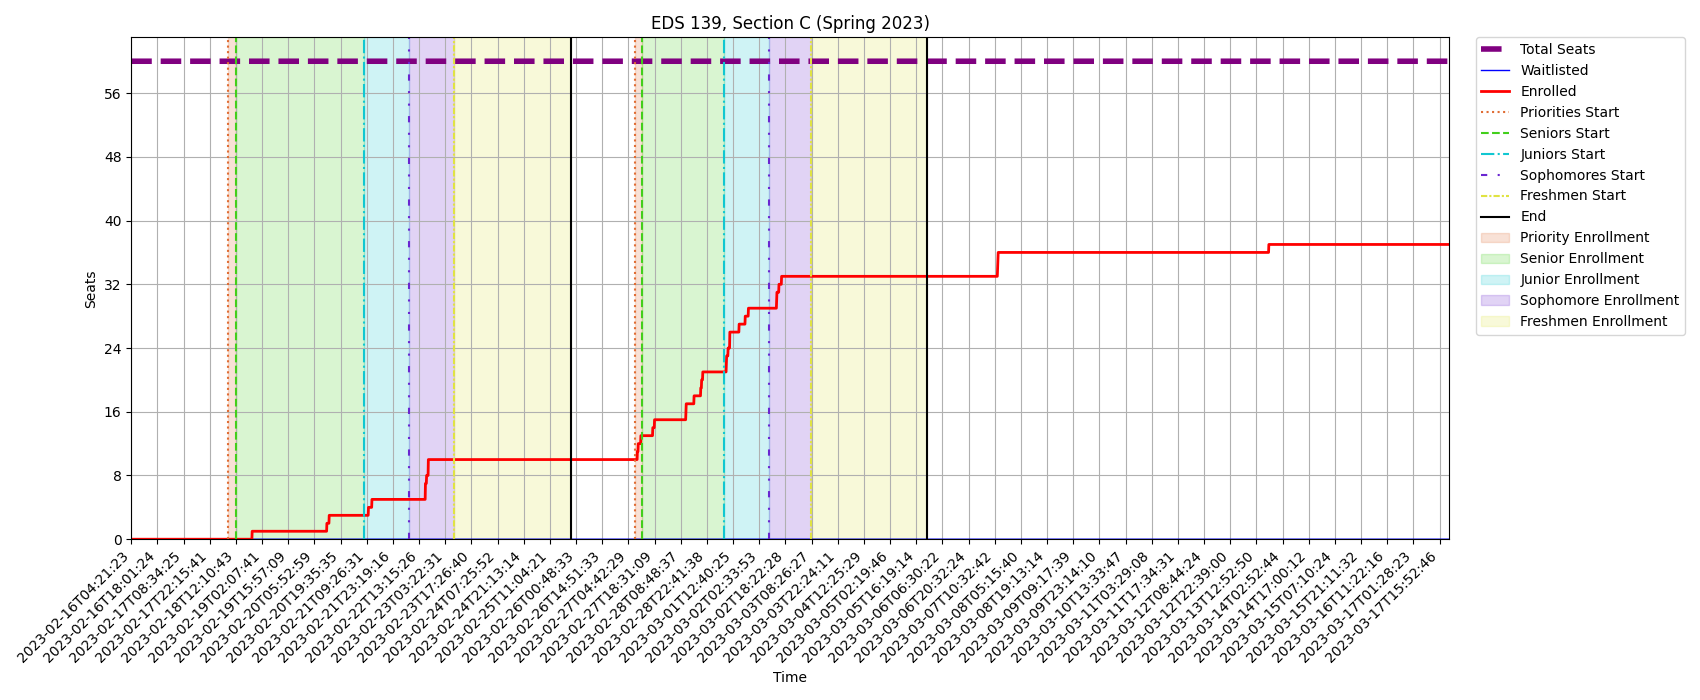 EDS 139, Section C (Spring 2023)
Seats
56
48
40
32
24
16
8
0
2023-02-16T04:21:23
2023-02-16T18:01:24
2023-02-17T08:34:25
2023-02-17T22:15:41
2023-02-18T12:10:43
2023-02-19T02:07:41
2023-02-19T15:57:09
2023-02-20T05:52:59
2023-02-20T19:35:35
2023-02-21T09:26:31
2023-02-21T23:19:16
2023-02-22T13:15:26
2023-02-23T03:22:31
2023-02-23T17:26:40
2023-02-24T07:25:52
2023-02-24T21:13:14
2023-02-25T11:04:21
2023-02-26T00:48:33
2023-02-26T14:51:33
2023-02-27T04:42:29
2023-02-27T18:31:09
2023-02-28T08:48:37
2023-02-28T22:41:38
2023-03-01T12:40:25
2023-03-02T02:33:53
2023-03-02T18:22:28
2023-03-03T08:26:27
2023-03-03T22:24:11
2023-03-04T12:25:29
2023-03-05T02:19:46
2023-03-05T16:19:14
2023-03-06T06:30:22
2023-03-06T20:32:24
2023-03-07T10:32:42
2023-03-08T05:15:40
2023-03-08T19:13:14
2023-03-09T09:17:39
2023-03-09T23:14:10
2023-03-10T13:33:47
2023-03-11T03:29:08
2023-03-11T17:34:31
2023-03-12T08:44:24
2023-03-12T22:39:00
2023-03-13T12:52:50
2023-03-14T02:52:44
2023-03-14T17:00:12
2023-03-15T07:10:24
2023-03-15T21:11:32
2023-03-16T11:22:16
2023-03-17T01:28:23
2023-03-17T15:52:46
Time
Total Seats
Waitlisted
Enrolled
Priorities Start
Seniors Start
Juniors Start
Sophomores Start
Freshmen Start
End
Priority Enrollment
Senior Enrollment
Junior Enrollment
Sophomore Enrollment
Freshmen Enrollment